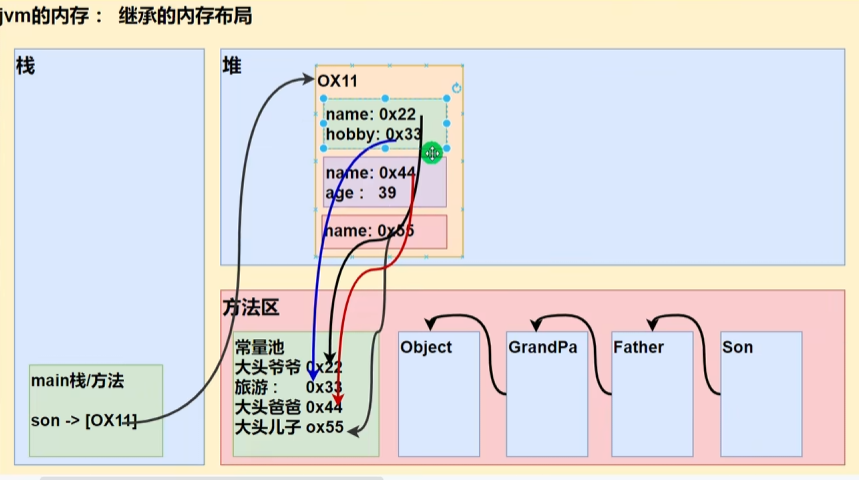 jvm的内存： 继承的内存布局
栈
堆
OX11
name: 0x22
hobby: 0x33
name: 0x44
age： 39
name: 0x55
方法区
常量池
大头爷爷 0x22
旅游： 0x33
大头爸爸 0x44
大头儿子 ox55
Object
GrandPa
Father
Son
main栈/方法
son -> [OX11]